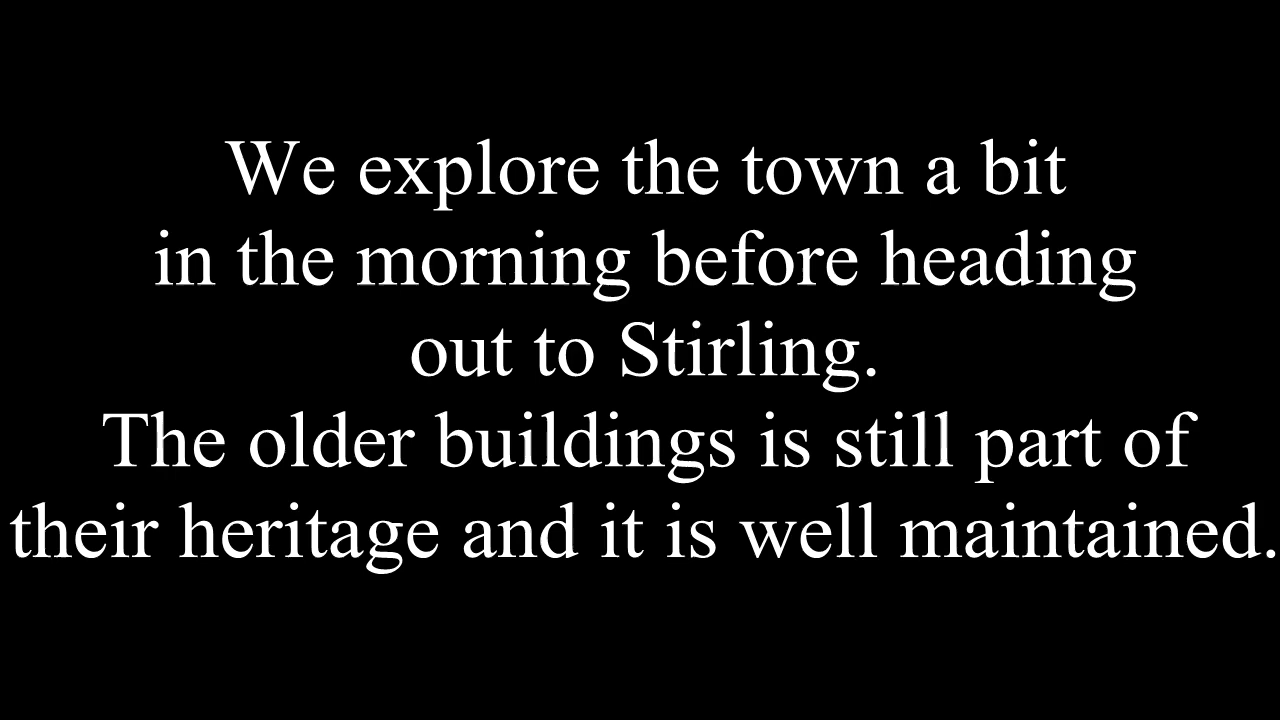 We explore the town a bit
in the morning before heading
out to Stirling.
The older buildings is still part of
their heritage and it is well maintained.